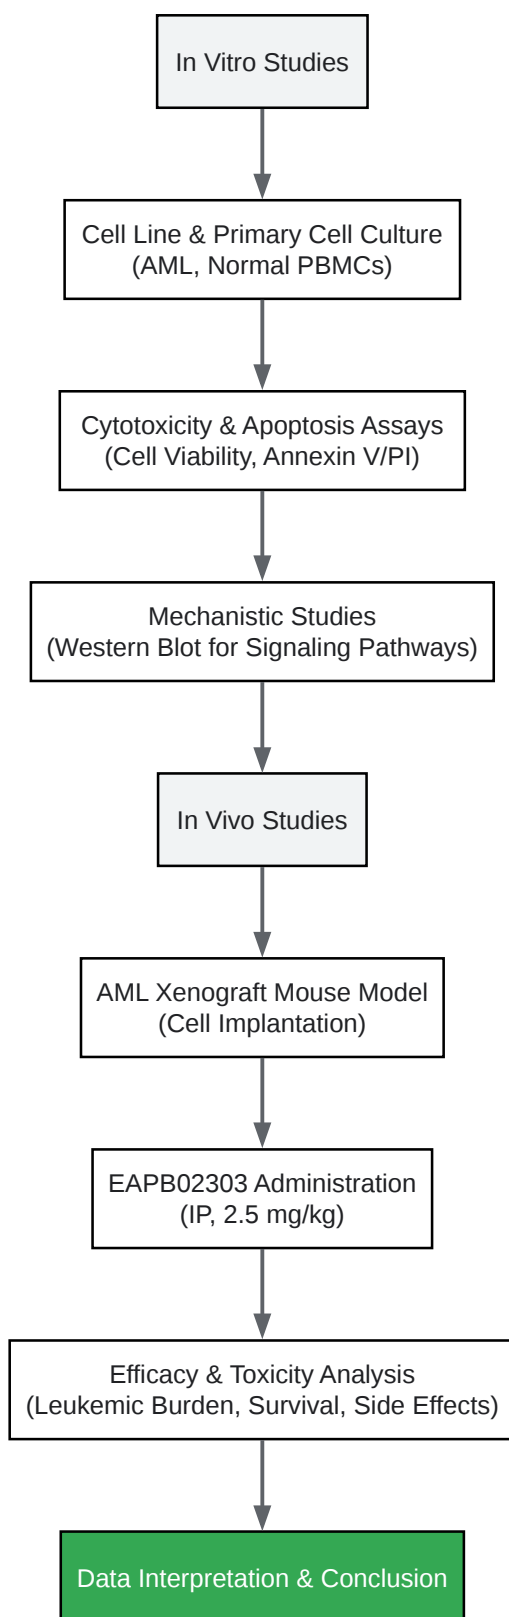 In Vitro Studies
Cell Line & Primary Cell Culture
(AML, Normal PBMCs)
Cytotoxicity & Apoptosis Assays
(Cell Viability, Annexin V/PI)
Mechanistic Studies
(Western Blot for Signaling Pathways)
In Vivo Studies
AML Xenograft Mouse Model
(Cell Implantation)
EAPB02303 Administration
(IP, 2.5 mg/kg)
Efficacy & Toxicity Analysis
(Leukemic Burden, Survival, Side Effects)
Data Interpretation & Conclusion